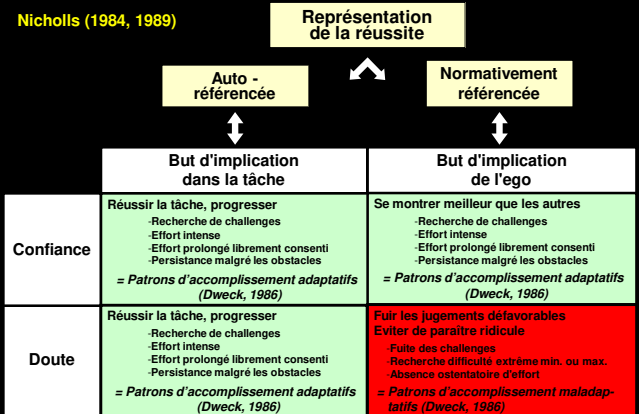 Nicholls (1984, 1989)
Représentation
de la réussite
Auto -
référencée
Normativement
référencée
But d'implication
dans la tâche
But d'implication
de l'ego
Confiance
Réussir la tâche, progresser
-Recherche de challenges
-Effort intense
-Effort prolongé librement consenti
-Persistance malgré les obstacles
= Patrons d'accomplissement adaptatifs
(Dweck, 1986)
Se montrer meilleur que les autres
-Recherche de challenges
-Effort intense
-Effort prolongé librement consenti
-Persistance malgré les obstacles
= Patrons d'accomplissement adaptatifs
(Dweck, 1986)
Doute
Réussir la tâche, progresser
-Recherche de challenges
-Effort intense
-Effort prolongé librement consenti
-Persistance malgré les obstacles
= Patrons d'accomplissement adaptatifs
(Dweck, 1986)
Fuir les jugements défavorables
Eviter de paraître ridicule
-Fuite des challenges
-Recherche difficulté extrême min. ou max.
-Absence ostentatoire d'effort
= Patrons d'accomplissement maladap-
tatifs (Dweck, 1986)